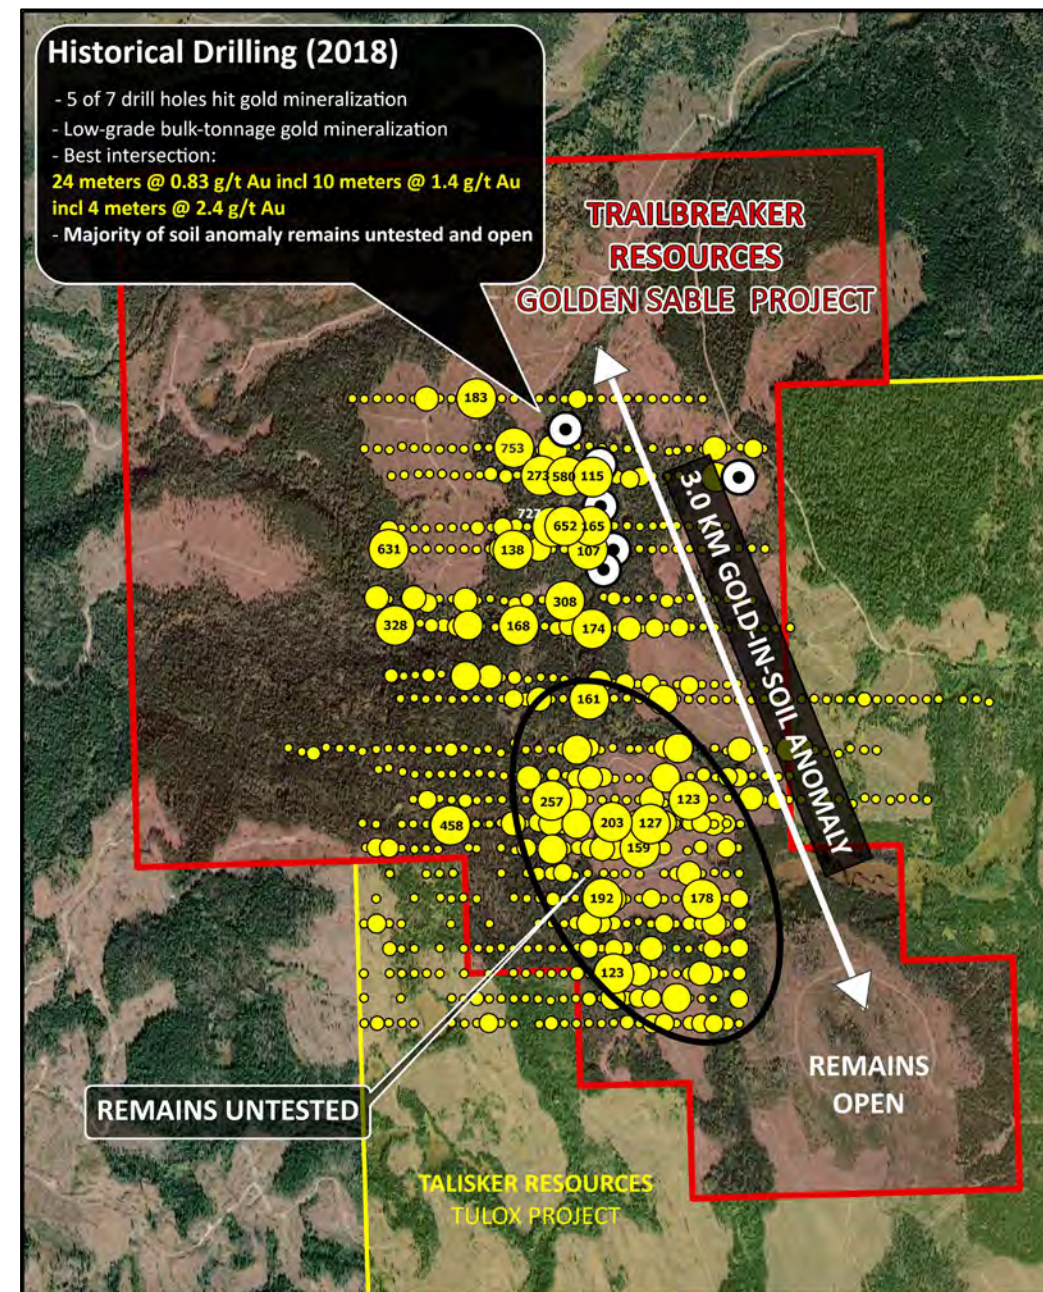 Historical Drilling (2018)
- 5 of 7 drill holes hit gold mineralization
- Low-grade bulk-tonnage gold mineralization
- Best intersection:
24 meters @ 0.83 g/t Au incl 10 meters @ 1.4 g/t Au
incl 4 meters @ 2.4 g/t Au
- Majority of soil anomaly remains untested and open
TRAILBREAKER
RESOURCES
GOLDEN SABLE PROJECT
183
753
273 580 115
727 652 165
631 138 107
308
328 168 174
3.0 KM GOLD-IN-SOIL ANOMALY
161
257 123
458 203 127
159
192 178
123
REMAINS
OPEN
REMAINS UNTESTED
TALISKER RESOURCES
TULOX PROJECT